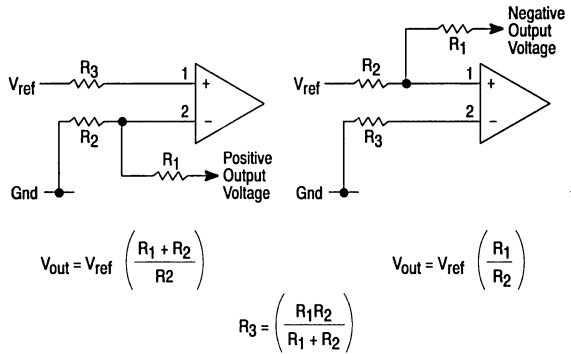 Negative
Output
Voltage
R1
R3
1
Vref
+
2
−
R2
R1
Positive
Output
Voltage
Gnd
R2
1
Vref
+
2
−
R3
Gnd
Vout = Vref ( R1 + R2 / R2 )
Vout = Vref ( R1 / R2 )
R3 = ( R1R2 / R1 + R2 )